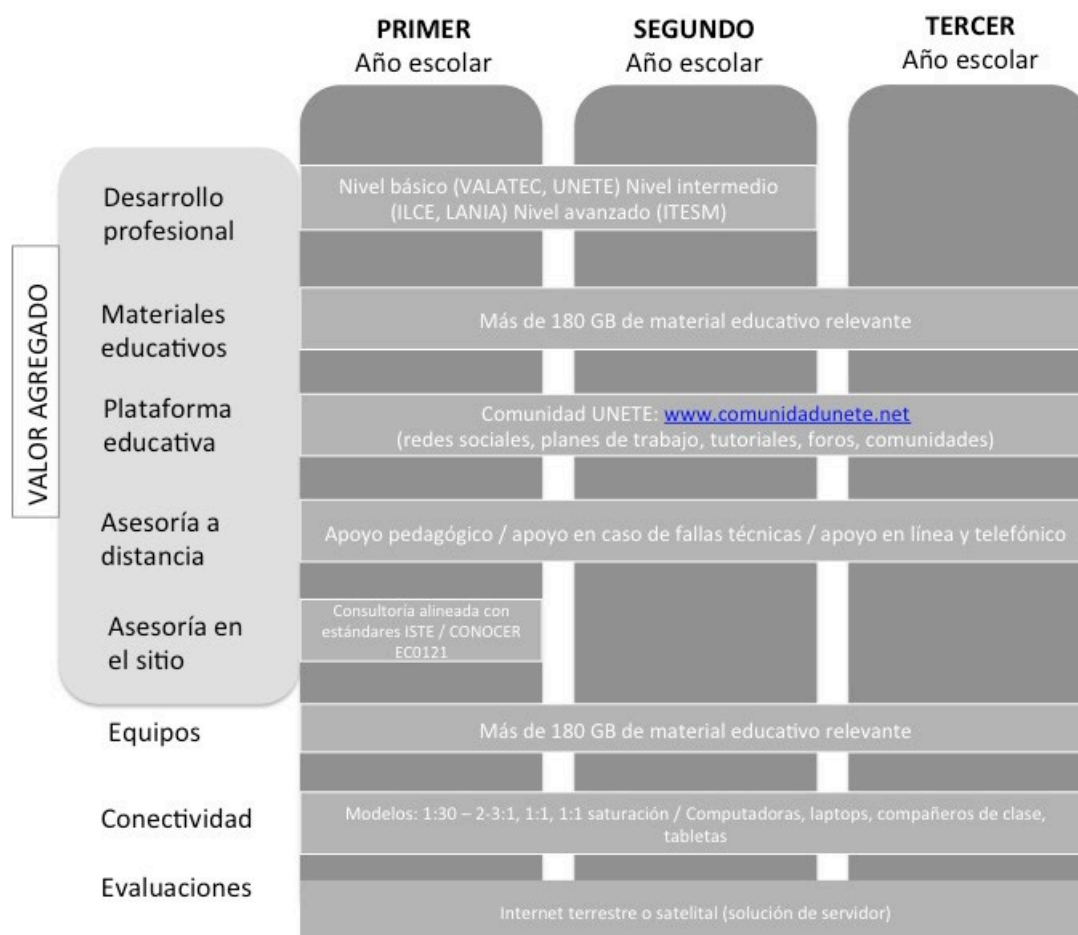 PRIMER
Año escolar
SEGUNDO
Año escolar
TERCER
Año escolar
VALOR AGREGADO
Desarrollo
profesional
Nivel básico (VALATEC, UNETE) Nivel intermedio
(ILCE, LANIA) Nivel avanzado (ITESM)
Materiales
educativos
Más de 180 GB de material educativo relevante
Plataforma
educativa
Comunidad UNETE: www.comunidadunete.net
(redes sociales, planes de trabajo, tutoriales, foros, comunidades)
Asesoría a
distancia
Apoyo pedagógico / apoyo en caso de fallas técnicas / apoyo en línea y telefónico
Asesoría en
el sitio
Consultoría alineada con
estándares ISTE / CONOCER
EC0121
Equipos
Más de 180 GB de material educativo relevante
Conectividad
Modelos: 1:30 – 2-3:1, 1:1, 1:1 saturación / Computadoras, laptops, compañeros de clase,
tabletas
Evaluaciones
Internet terrestre o satelital (solución de servidor)